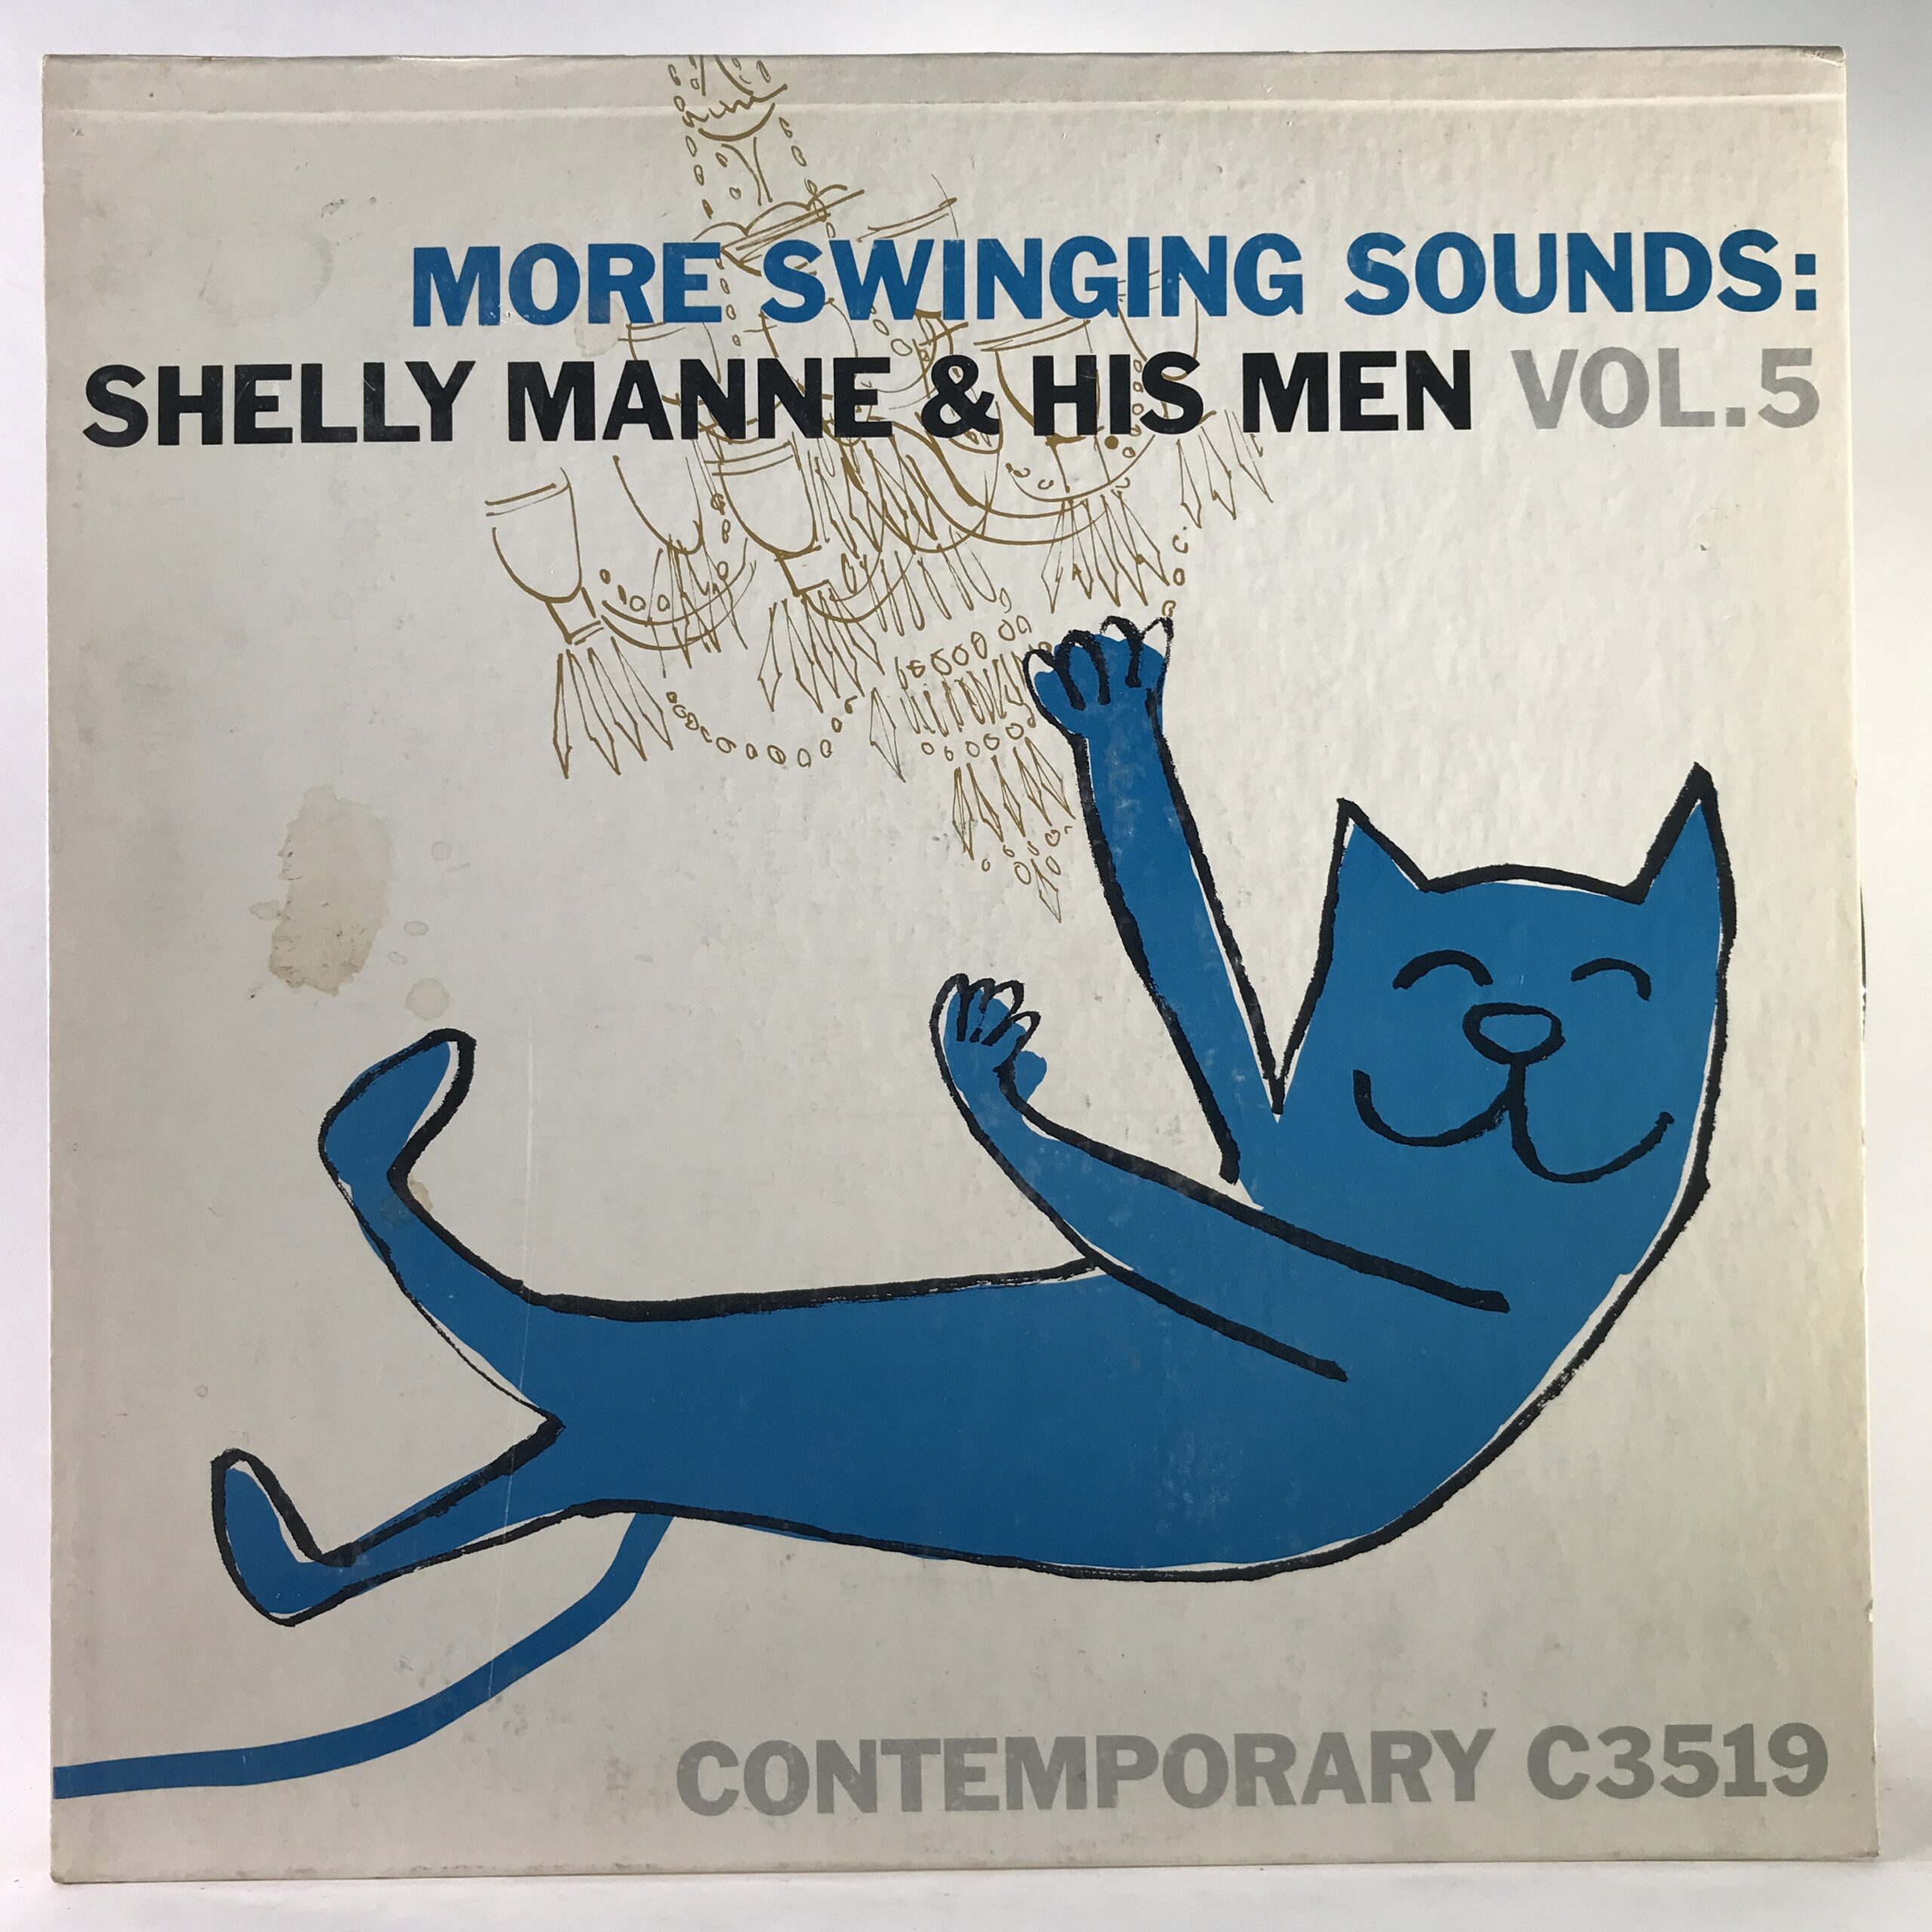 MORE SWINGING SOUNDS:
SHELLY MANNE & HIS MEN VOL.5
CONTEMPORARY C3519